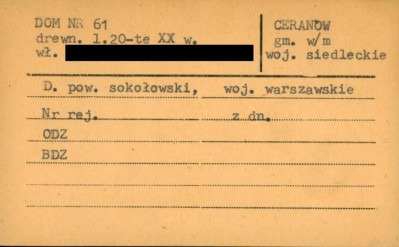 DOM NR 61
drewn. l.20-te XX w.
wł.
CERANÓW
gm. w/m
woj. siedleckie
D. pow. sokołowski, woj. warszawskie
Nr rej. z dn.
ODZ
BDZ